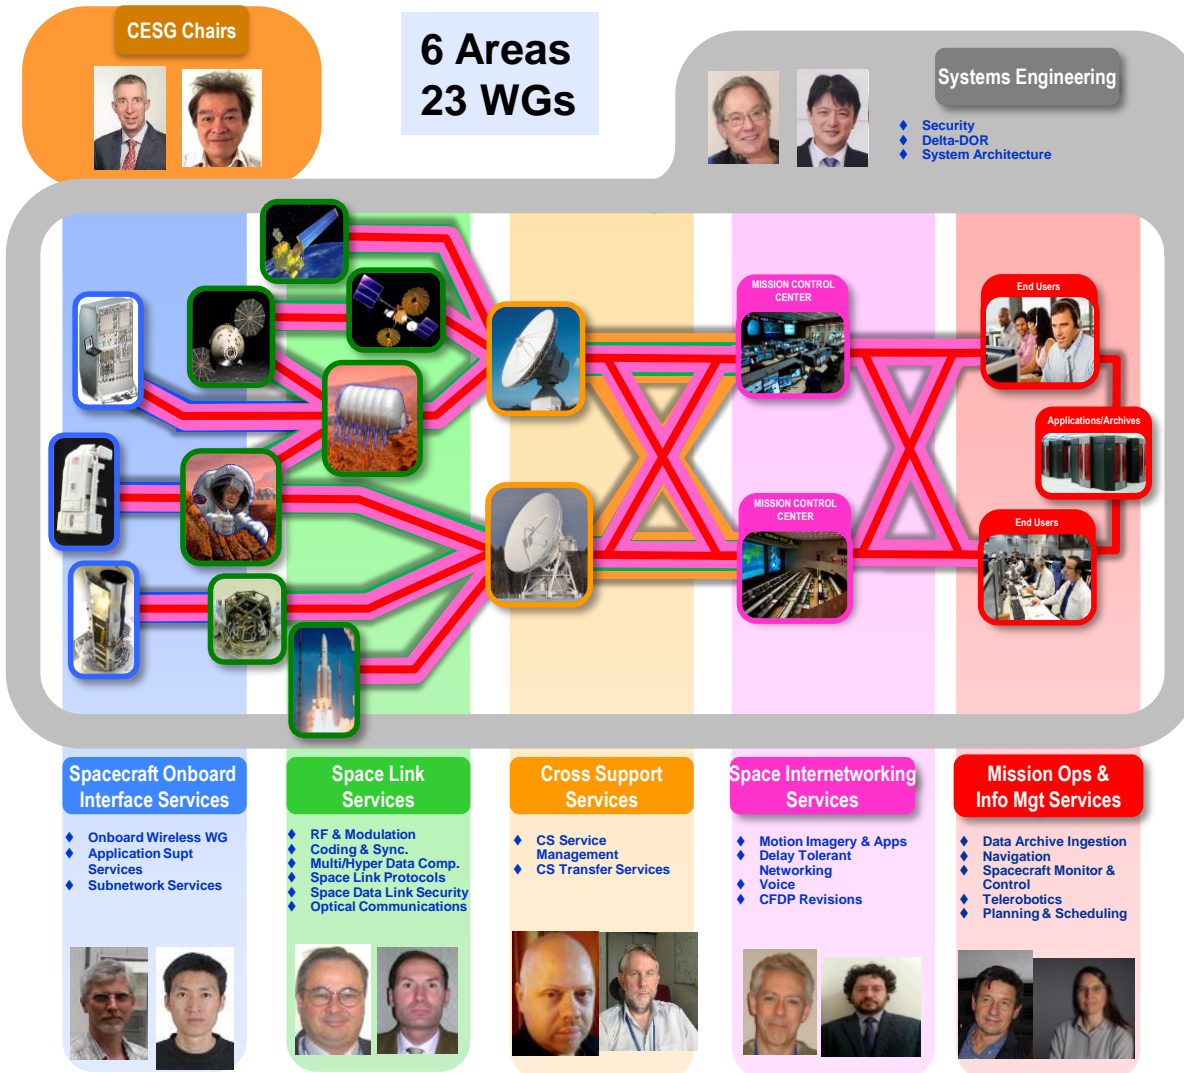 CESG Chairs
6 Areas
23 WGs
Systems Engineering
♦ Security
♦ Delta-DOR
♦ System Architecture
MISSION CONTROL
CENTER
End Users
Applications/Archives
MISSION CONTROL
CENTER
End Users
Spacecraft Onboard
Interface Services
♦ Onboard Wireless WG
♦ Application Supt
Services
♦ Subnetwork Services
Space Link
Services
♦ RF & Modulation
♦ Coding & Sync.
♦ Multi/Hyper Data Comp.
♦ Space Link Protocols
♦ Space Data Link Security
♦ Optical Communications
Cross Support
Services
♦ CS Service
Management
♦ CS Transfer Services
Space Internetworking
Services
♦ Motion Imagery & Apps
♦ Delay Tolerant
Networking
♦ Voice
♦ CFDP Revisions
Mission Ops &
Info Mgt Services
♦ Data Archive Ingestion
♦ Navigation
♦ Spacecraft Monitor &
Control
♦ Telerobotics
♦ Planning & Scheduling